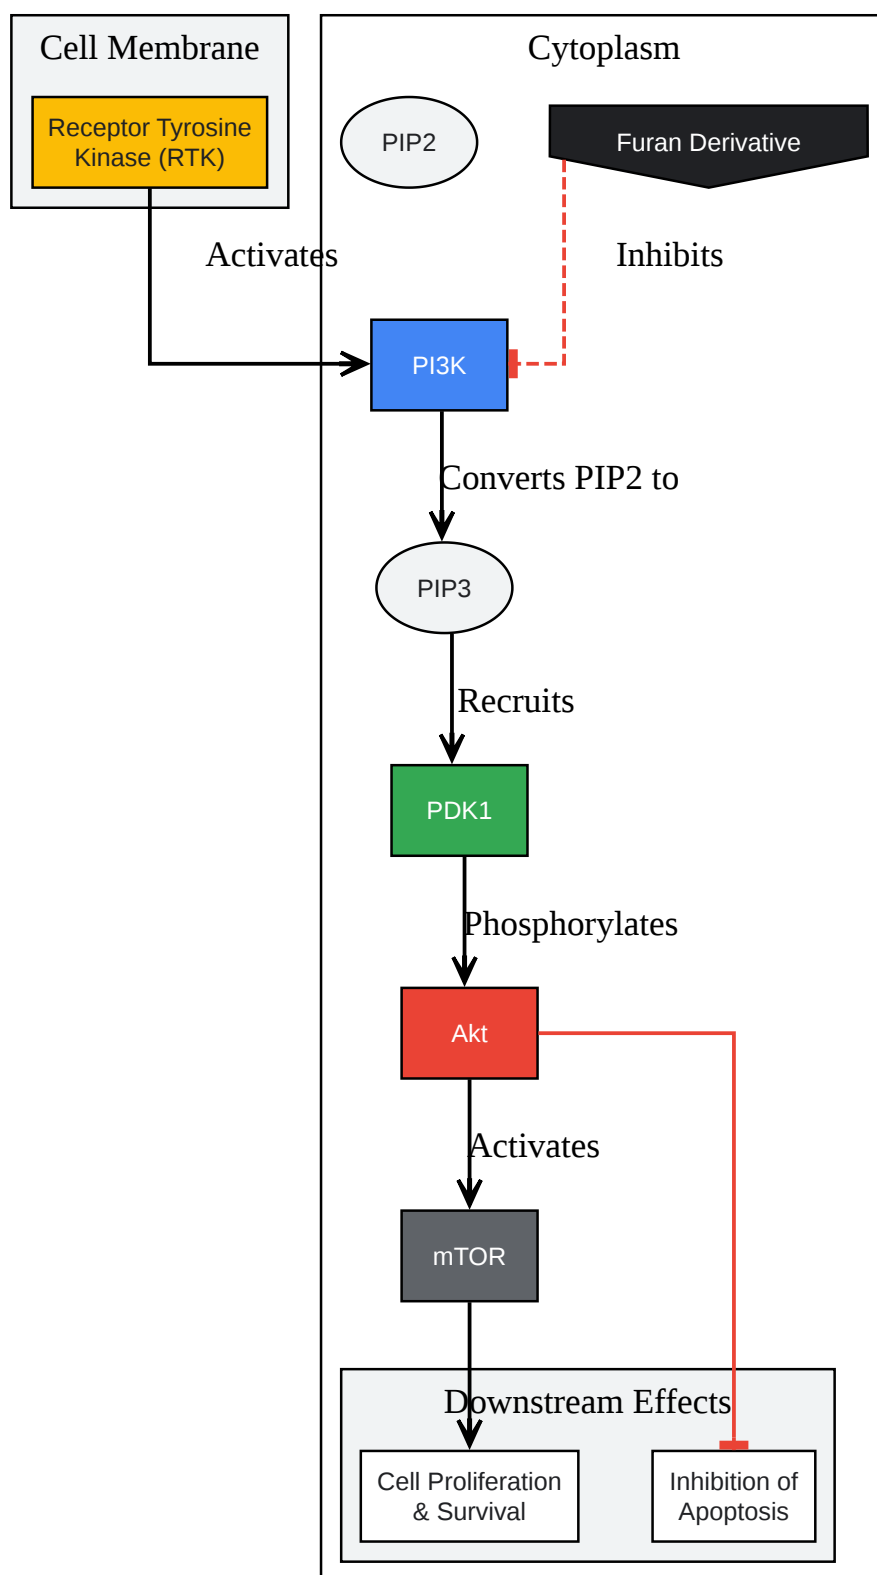 Cell Membrane
Receptor Tyrosine
Kinase (RTK)
Cytoplasm
PIP2
Furan Derivative
Activates
Inhibits
PI3K
Converts PIP2 to
PIP3
Recruits
PDK1
Phosphorylates
Akt
Activates
mTOR
Downstream Effects
Cell Proliferation
& Survival
Inhibition of
Apoptosis